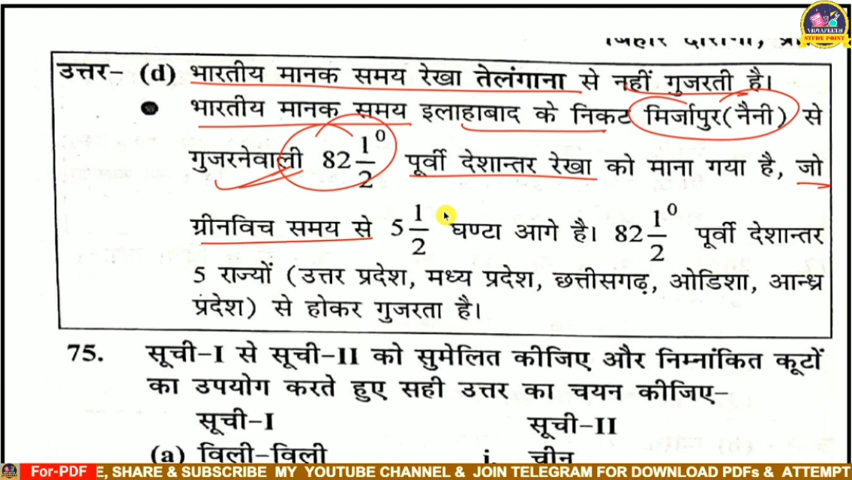 बिहार दारोगा,
VIDYAPEETH
STUDY POINT
उत्तर- (d) भारतीय मानक समय रेखा तेलंगाना से नहीं गुजरती है।
● भारतीय मानक समय इलाहाबाद के निकट मिर्जापुर(नैनी) से
गुजरनेवाली 82 1/2⁰ पूर्वी देशान्तर रेखा को माना गया है, जो
ग्रीनविच समय से 5 1/2 घण्टा आगे है। 82 1/2⁰ पूर्वी देशान्तर
5 राज्यों (उत्तर प्रदेश, मध्य प्रदेश, छत्तीसगढ़, ओडिशा, आन्ध्र
प्रदेश) से होकर गुजरता है।
75. सूची-I से सूची-II को सुमेलित कीजिए और निम्नांकित कूटों
का उपयोग करते हुए सही उत्तर का चयन कीजिए-
सूची-I सूची-II
(a) विली-विली i. चीन
For-PDF E, SHARE & SUBSCRIBE MY YOUTUBE CHANNEL & JOIN TELEGRAM FOR DOWNLOAD PDFs & ATTEMPT